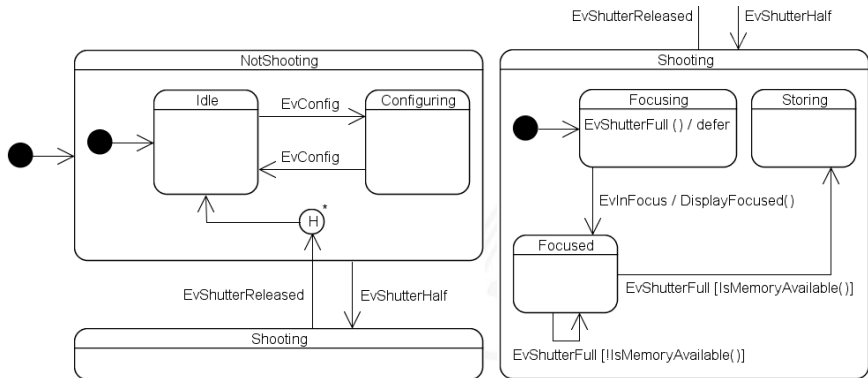 NotShooting
Idle
EvConfig
Configuring
EvConfig
H
*
EvShutterReleased
EvShutterHalf
Shooting
EvShutterReleased
EvShutterHalf
Shooting
Focusing
EvShutterFull () / defer
Storing
EvInFocus / DisplayFocused()
Focused
EvShutterFull [IsMemoryAvailable()]
EvShutterFull [!IsMemoryAvailable()]